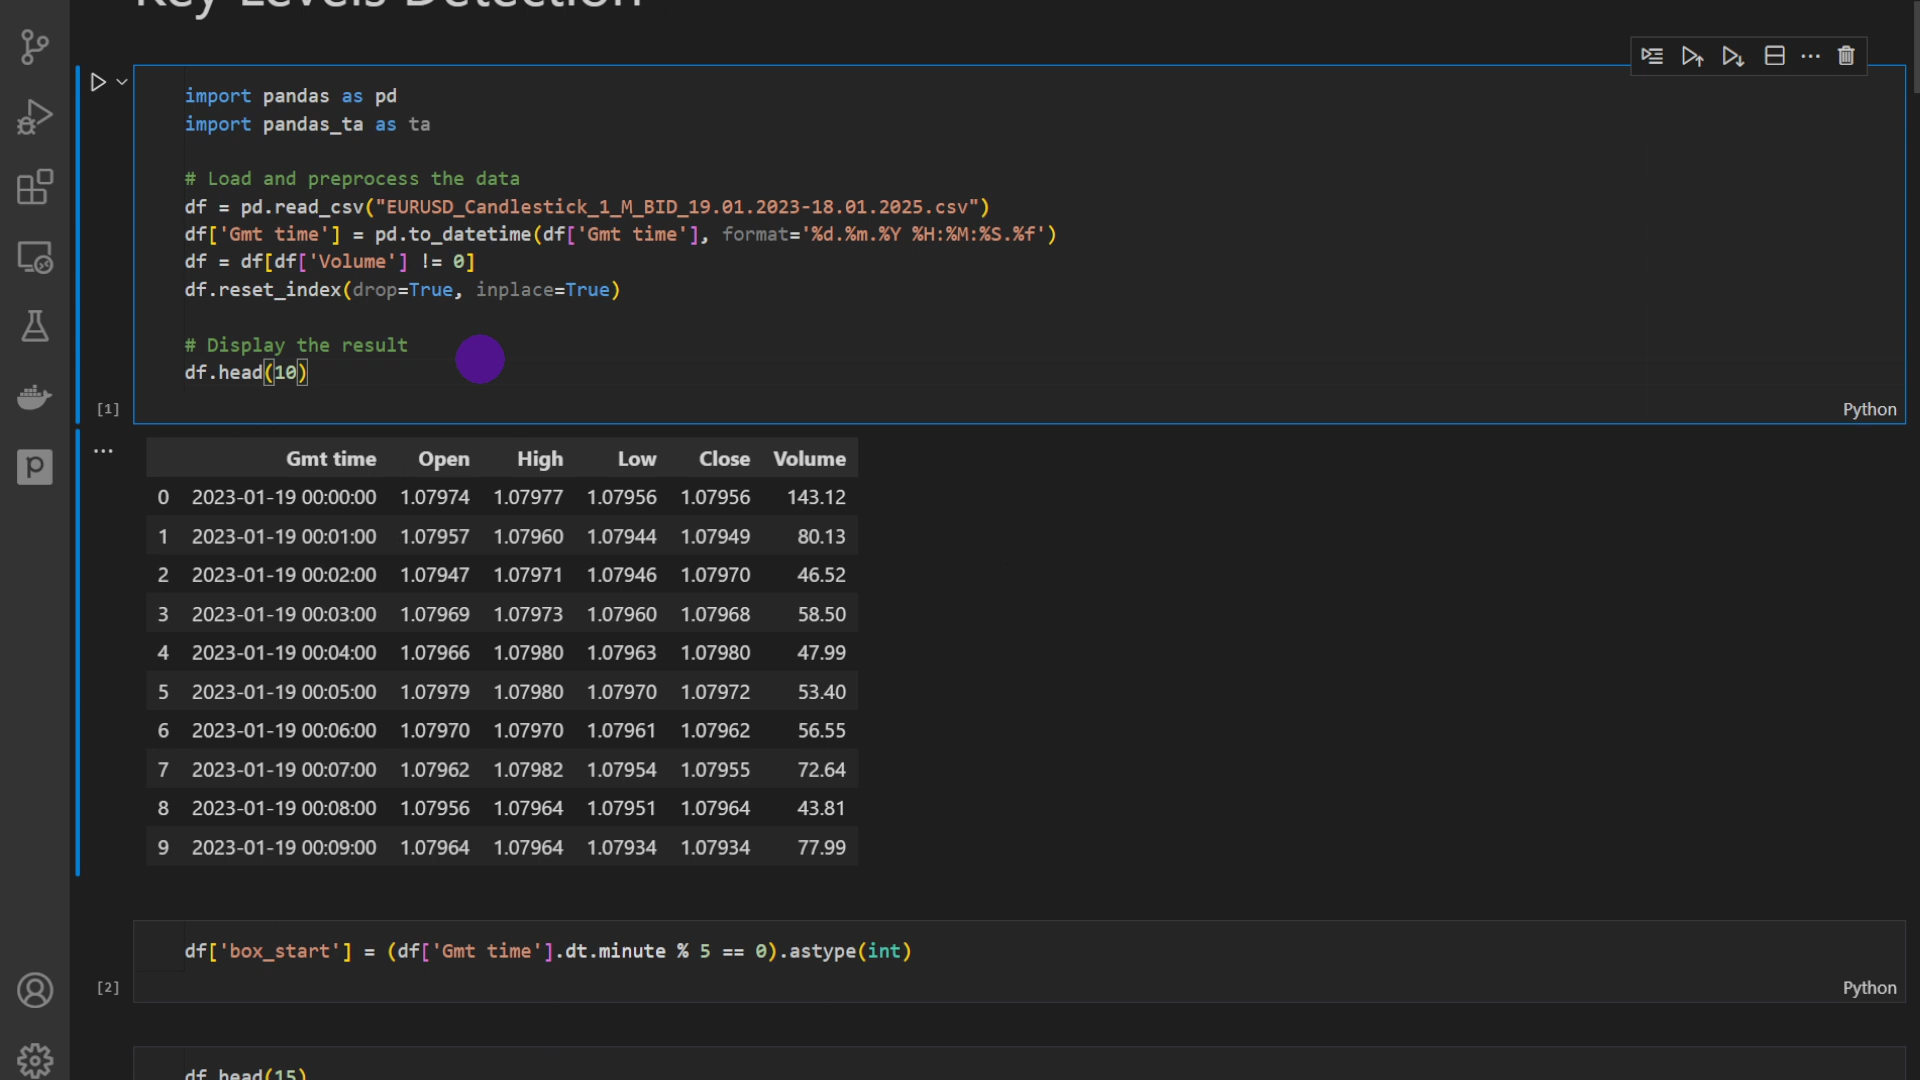 Key Levels Detection
import pandas as pd
import pandas_ta as ta
# Load and preprocess the data
df = pd.read_csv("EURUSD_Candlestick_1_M_BID_19.01.2023-18.01.2025.csv")
df['Gmt time'] = pd.to_datetime(df['Gmt time'], format='%d.%m.%Y %H:%M:%S.%f')
df = df[df['Volume'] != 0]
df.reset_index(drop=True, inplace=True)
# Display the result
df.head(10)
[1]
Python
Gmt time Open High Low Close Volume
0 2023-01-19 00:00:00 1.07974 1.07977 1.07956 1.07956 143.12
1 2023-01-19 00:01:00 1.07957 1.07960 1.07944 1.07949 80.13
2 2023-01-19 00:02:00 1.07947 1.07971 1.07946 1.07970 46.52
3 2023-01-19 00:03:00 1.07969 1.07973 1.07960 1.07968 58.50
4 2023-01-19 00:04:00 1.07966 1.07980 1.07963 1.07980 47.99
5 2023-01-19 00:05:00 1.07979 1.07980 1.07970 1.07972 53.40
6 2023-01-19 00:06:00 1.07970 1.07970 1.07961 1.07962 56.55
7 2023-01-19 00:07:00 1.07962 1.07982 1.07954 1.07955 72.64
8 2023-01-19 00:08:00 1.07956 1.07964 1.07951 1.07964 43.81
9 2023-01-19 00:09:00 1.07964 1.07964 1.07934 1.07934 77.99
df['box_start'] = (df['Gmt time'].dt.minute % 5 == 0).astype(int)
[2]
Python
df.head(15)